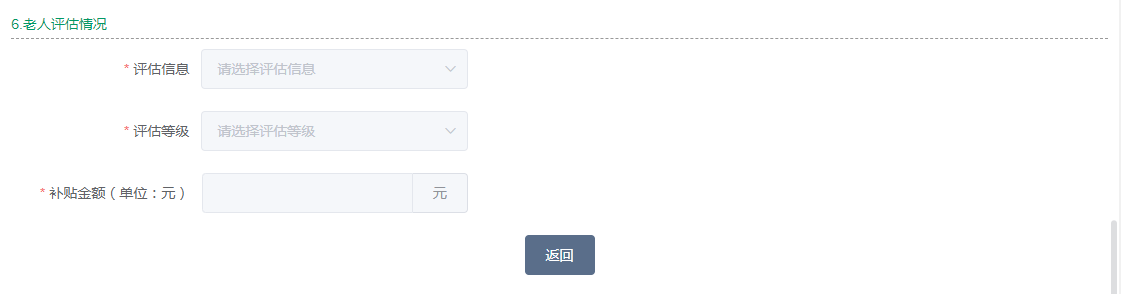 6.老人评估情况
* 评估信息 请选择评估信息
* 评估等级 请选择评估等级
* 补贴金额（单位：元） 元
返回